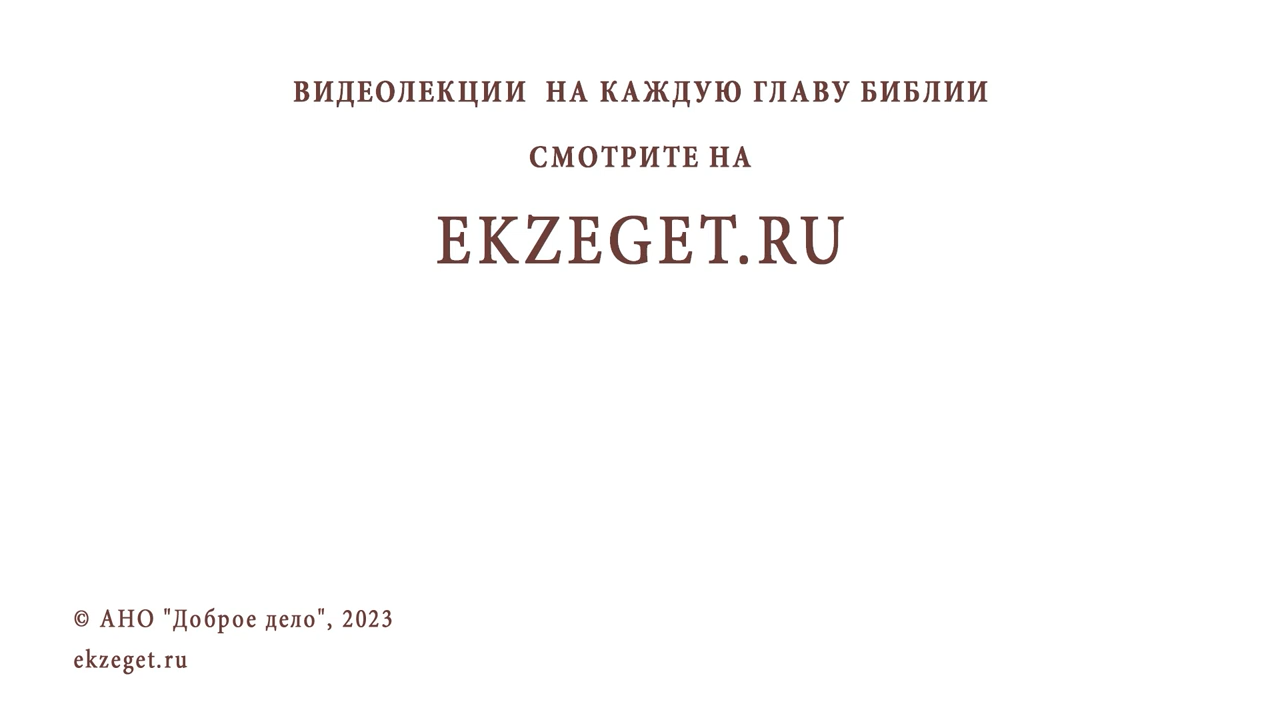 ВИДЕОЛЕКЦИИ НА КАЖДУЮ ГЛАВУ БИБЛИИ
СМОТРИТЕ НА
EKZEGET.RU
© АНО "Доброе дело", 2023
ekzeget.ru